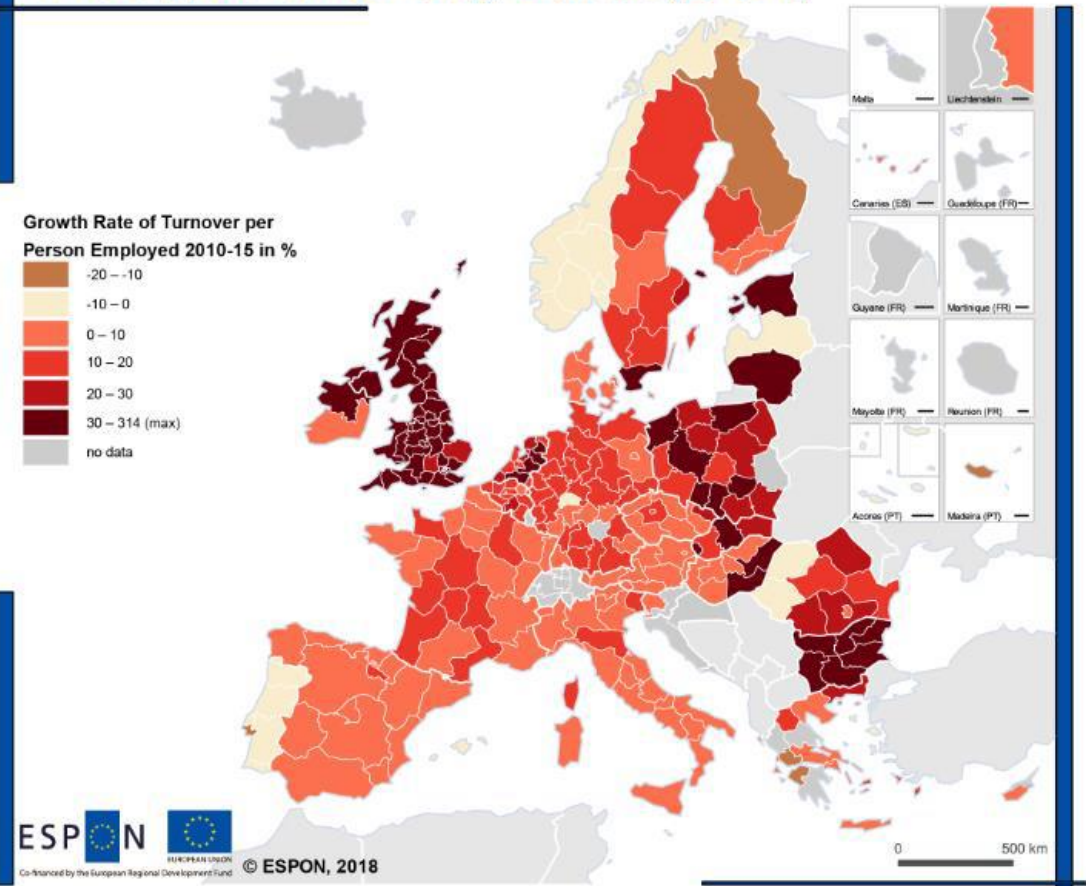 Malta
Liechtenstein
Canarias (ES)
Guadeloupe (FR)
Growth Rate of Turnover per
Person Employed 2010-15 in %
-20 – -10
-10 – 0
0 – 10
10 – 20
20 – 30
30 – 314 (max)
no data
Guyane (FR)
Martinique (FR)
Mayotte (FR)
Reunion (FR)
Acores (PT)
Madeira (PT)
ESPON
EUROPEAN UNION
Co-financed by the European Regional Development Fund
© ESPON, 2018
0
500 km